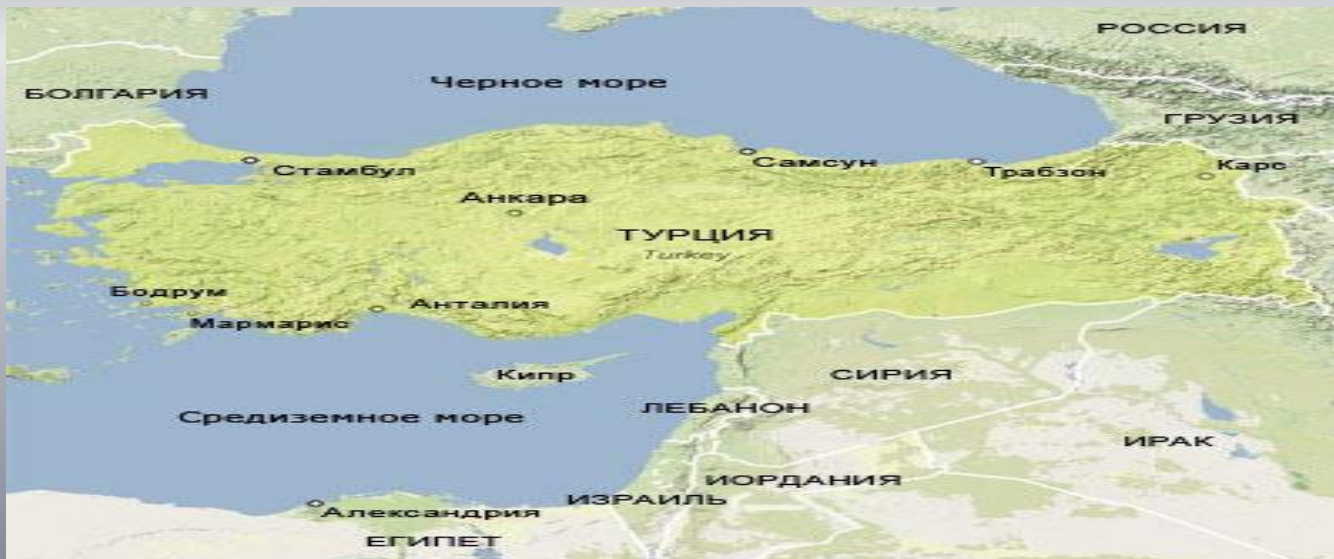 РОССИЯ
Черное море
БОЛГАРИЯ
ГРУЗИЯ
Стамбул
Самсун
Трабзон
Карс
Анкара
ТУРЦИЯ
Turkey
Бодрум
Анталия
Мармарис
Кипр
СИРИЯ
Средиземное море
ЛЕБАНОН
ИРАК
ИОРДАНИЯ
ИЗРАИЛЬ
Александрия
ЕГИПЕТ